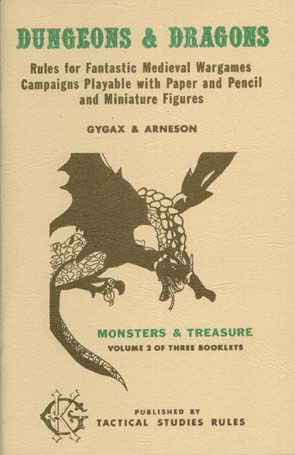 DUNGEONS & DRAGONS
Rules for Fantastic Medieval Wargames
Campaigns Playable with Paper and Pencil
and Miniature Figures
GYGAX & ARNESON
MONSTERS & TREASURE
VOLUME 2 OF THREE BOOKLETS
GK
PUBLISHED BY
TACTICAL STUDIES RULES